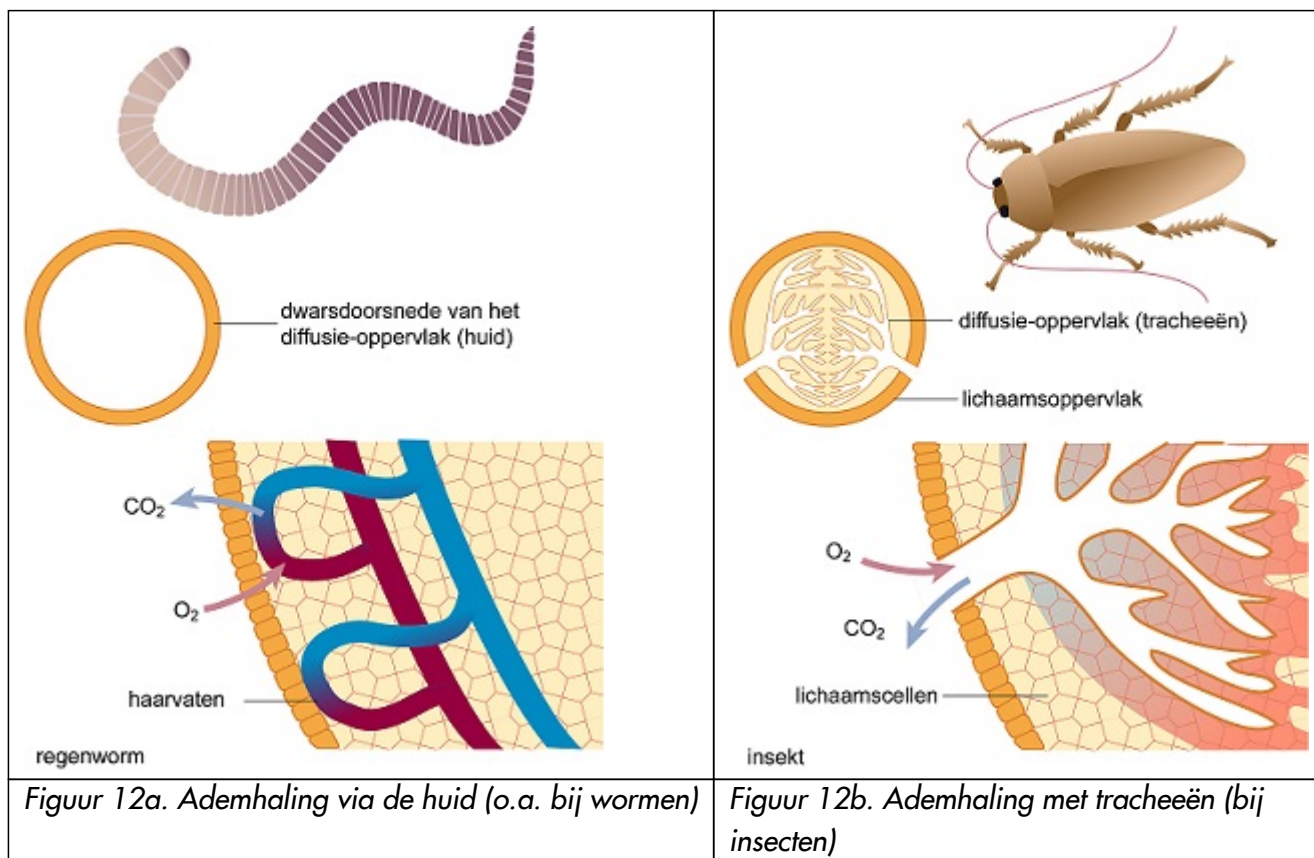 dwarsdoorsnede van het
diffusie-oppervlak (huid)
CO₂
O₂
haarvaten
regenworm
Figuur 12a. Ademhaling via de huid (o.a. bij wormen)
diffusie-oppervlak (tracheeën)
lichaamsoppervlak
O₂
CO₂
lichaamscellen
insekt
Figuur 12b. Ademhaling met tracheeën (bij
insecten)